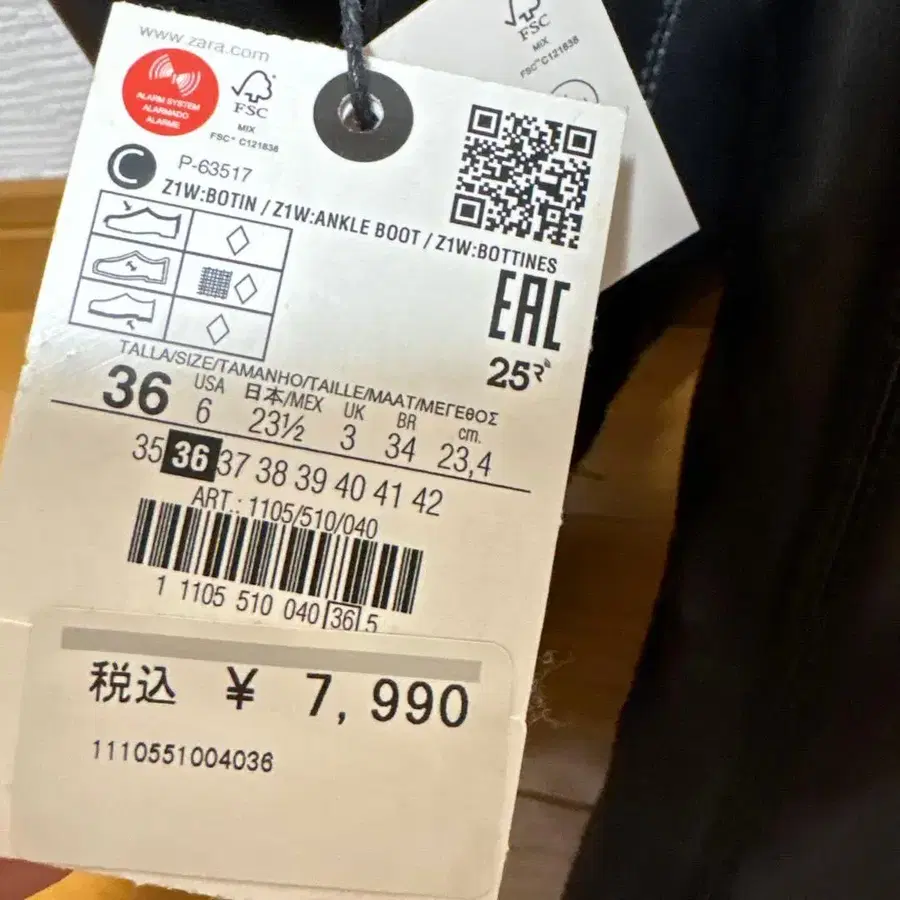 www.zara.com
ALARM SYSTEM
ALARMADO
ALARME
FSC
MIX
FSC™ C121838
FSC
MIX
FSC™ C121838
C
P-63517
Z1W:BOTIN / Z1W:ANKLE BOOT / Z1W:BOTTINES
EAC
25
TALLA/SIZE/TAMANHO/TAILLE/MAAT/ΜΕΓΕΘΟΣ
36 USA 6 日本/MEX 23½ UK 3 BR 34 cm. 23,4
35 36 37 38 39 40 41 42
ART.: 1105/510/040
1 1105 510 040 36 5
税込 ¥ 7,990
1110551004036